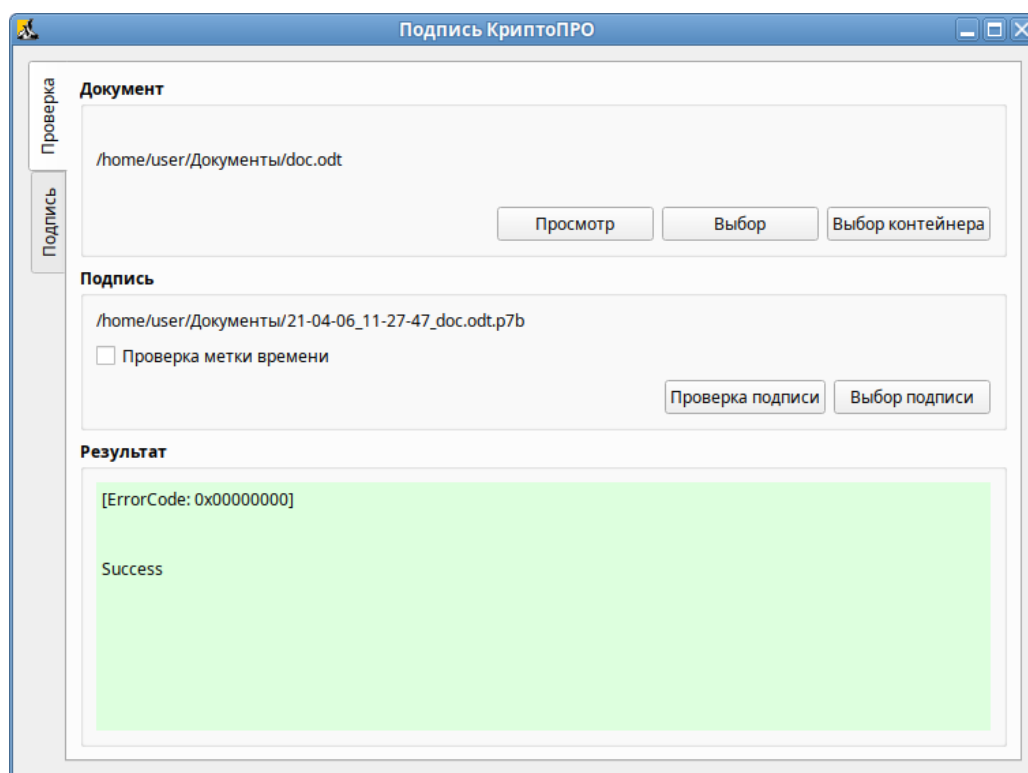 Подпись КриптоПРО
Проверка
Подпись
Документ
/home/user/Документы/doc.odt
Просмотр Выбор Выбор контейнера
Подпись
/home/user/Документы/21-04-06_11-27-47_doc.odt.p7b
Проверка метки времени
Проверка подписи Выбор подписи
Результат
[ErrorCode: 0x00000000]
Success